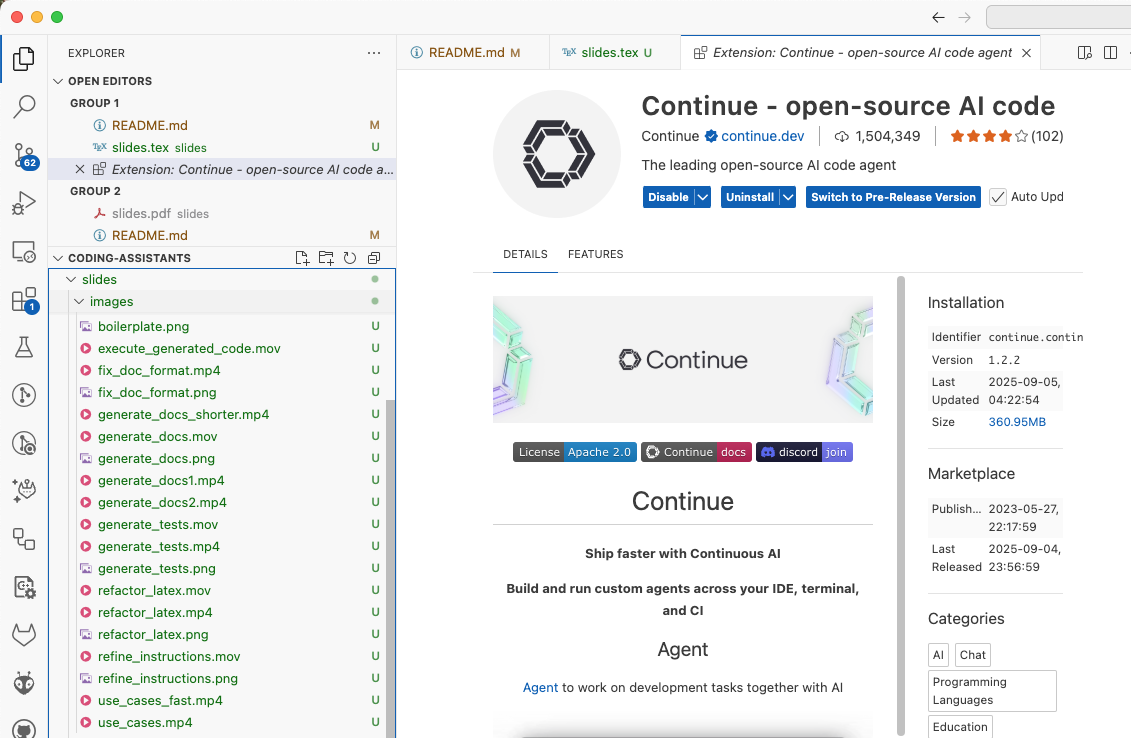 EXPLORER
OPEN EDITORS
GROUP 1
README.md M
slides.tex slides U
Extension: Continue - open-source AI code a...
GROUP 2
slides.pdf slides
README.md M
CODING-ASSISTANTS
slides
images
boilerplate.png U
execute_generated_code.mov U
fix_doc_format.mp4 U
fix_doc_format.png U
generate_docs_shorter.mp4 U
generate_docs.mov U
generate_docs.png U
generate_docs1.mp4 U
generate_docs2.mp4 U
generate_tests.mov U
generate_tests.mp4 U
generate_tests.png U
refactor_latex.mov U
refactor_latex.mp4 U
refactor_latex.png U
refine_instructions.mov U
refine_instructions.png U
use_cases_fast.mp4 U
use_cases.mp4 U
62
1
README.md M
TEX slides.tex U
Extension: Continue - open-source AI code agent
Continue - open-source AI code
Continue continue.dev 1,504,349 (102)
The leading open-source AI code agent
Disable Uninstall Switch to Pre-Release Version Auto Upd
DETAILS FEATURES
Continue
License Apache 2.0 Continue docs discord join
Continue
Ship faster with Continuous AI
Build and run custom agents across your IDE, terminal,
and CI
Agent
Agent to work on development tasks together with AI
Installation
Identifier continue.contin
Version 1.2.2
Last 2025-09-05,
Updated 04:22:54
Size 360.95MB
Marketplace
Publish... 2023-05-27,
22:17:59
Last 2025-09-04,
Released 23:56:59
Categories
AI Chat
Programming
Languages
Education